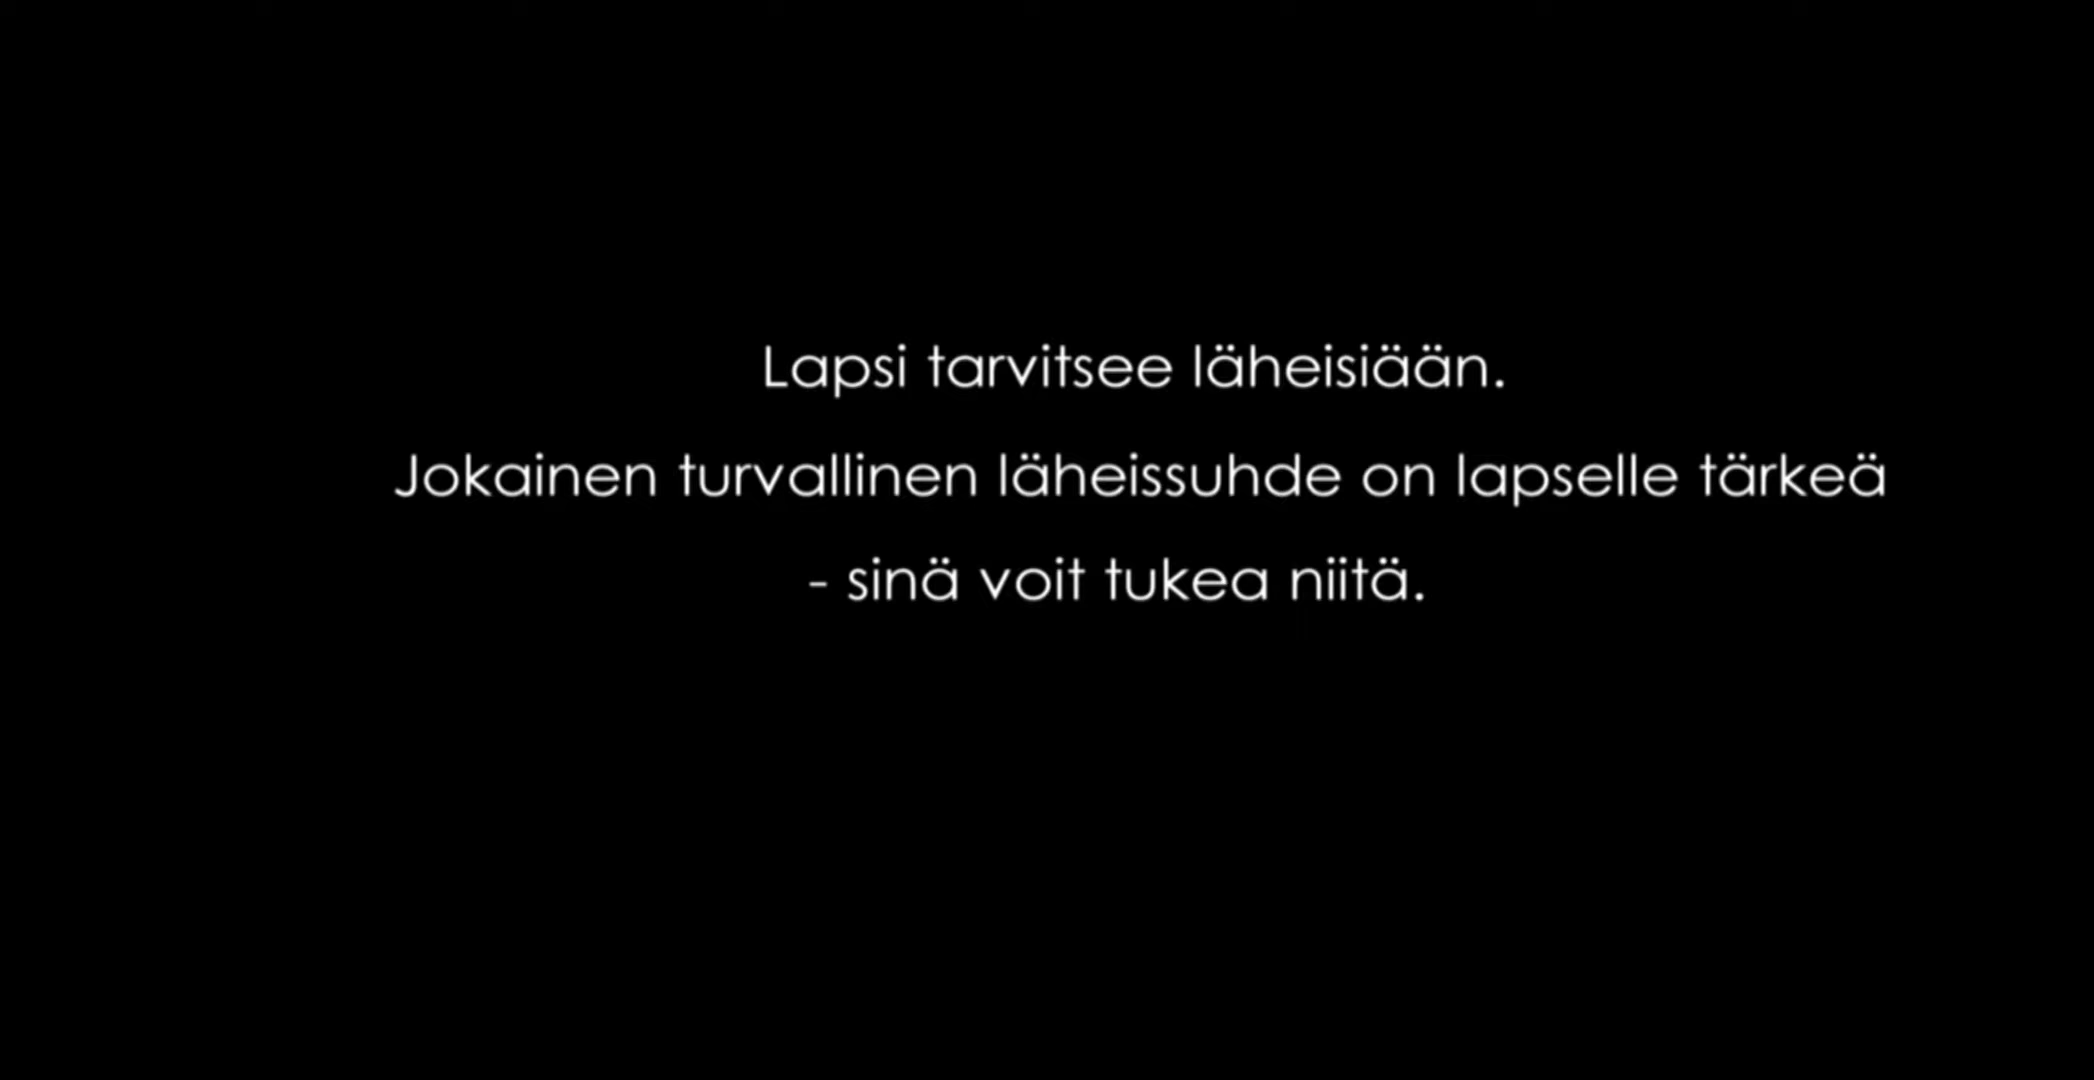 Lapsi tarvitsee läheisiään.
Jokainen turvallinen läheissuhde on lapselle tärkeä
- sinä voit tukea niitä.